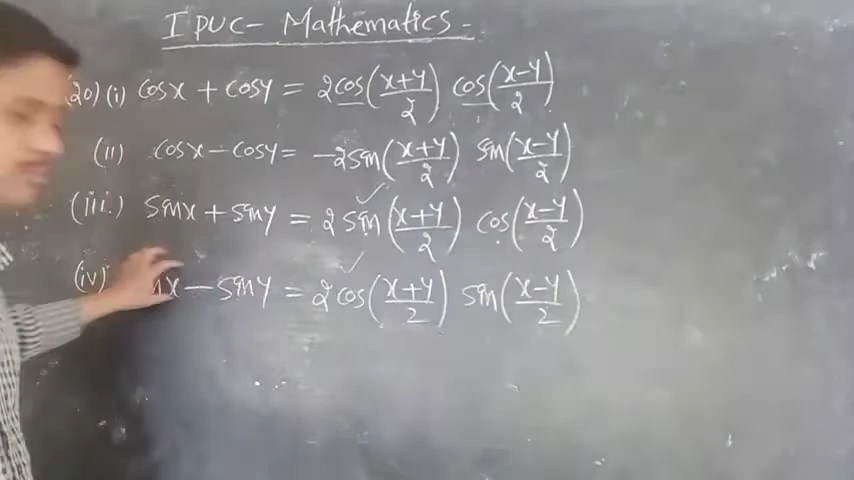 I PUC- Mathematics -
20) (i) cosx + cosy = 2cos(x+y/2) cos(x-y/2)
(ii) cosx - cosy = -2sin(x+y/2) sin(x-y/2)
(iii.) sinx + siny = 2 sin(x+y/2) cos(x-y/2)
(iv) nx - siny = 2cos(x+y/2) sin(x-y/2)